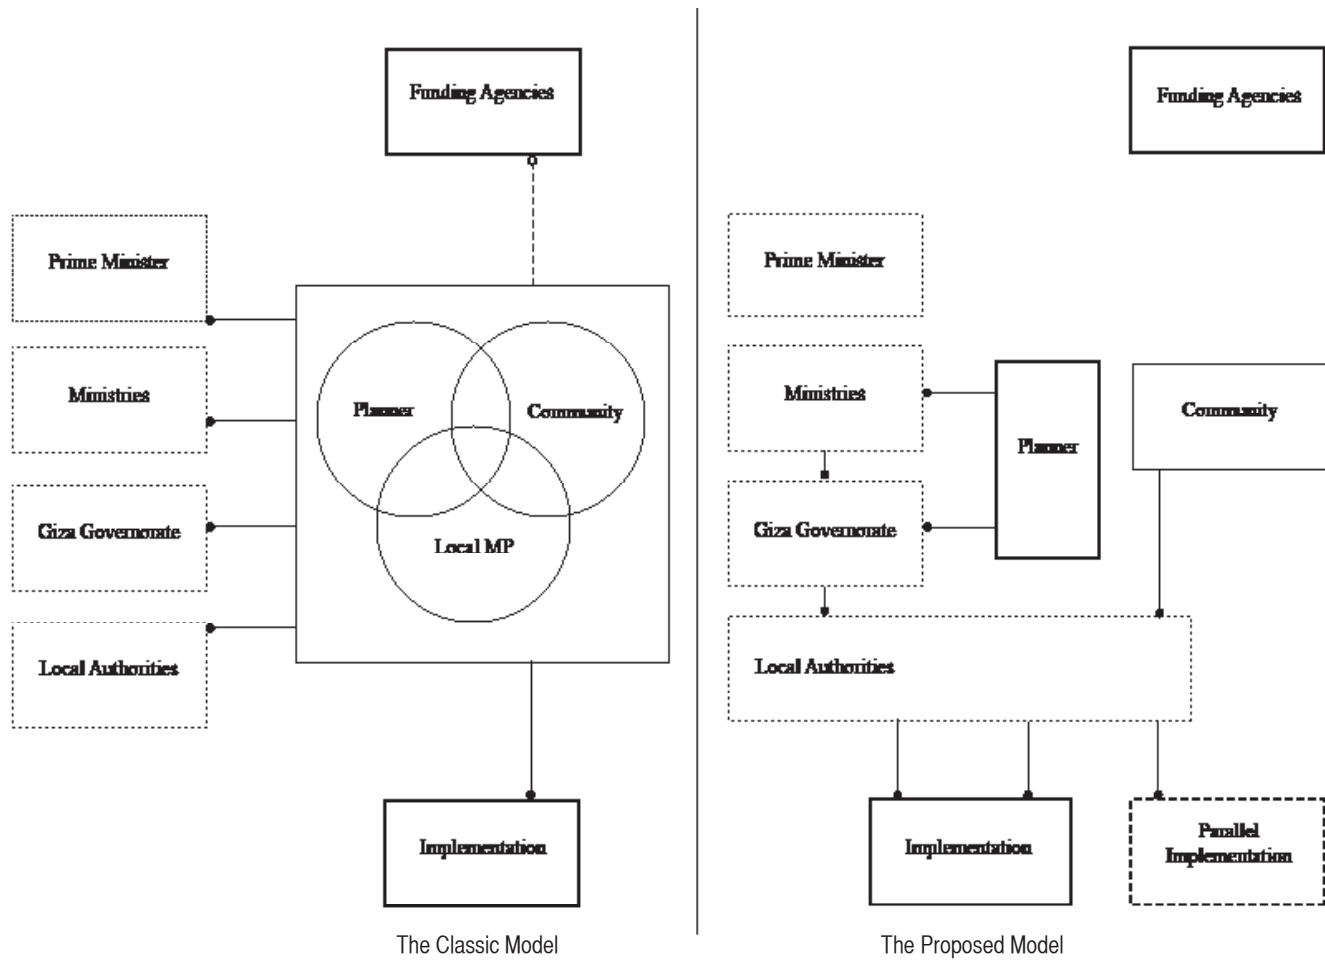 Funding Agencies
Prime Minister
Ministries
Giza Governorate
Local Authorities
Planner
Community
Local MP
Implementation
The Classic Model
Funding Agencies
Prime Minister
Ministries
Giza Governorate
Planner
Community
Local Authorities
Implementation
Parallel
Implementation
The Proposed Model